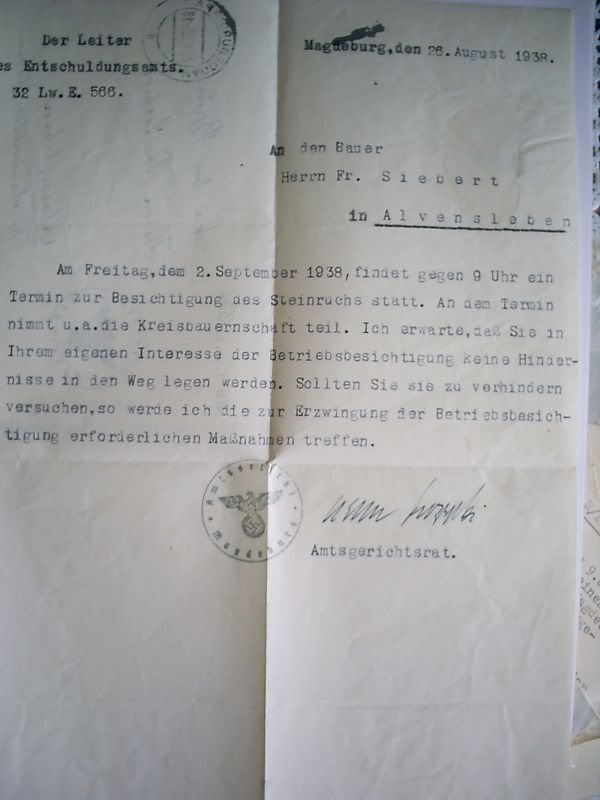 Der Leiter
es Entschuldungsamts.
32 Lw.E. 566.
Magdeburg,den 26.August 1938.
An den Bauer
Herrn Fr. Siebert
in Alvensleben
Am Freitag,dem 2.September 1938,findet gegen 9 Uhr ein
Termin zur Besichtigung des Steinruchs statt. An dem Termin
nimmt u.a.die Kreisbauernschaft teil. Ich erwarte,daß Sie in
Ihrem eigenen Interesse der Betriebsbesichtigung keine Hinder-
nisse in den Weg legen werden. Sollten Sie sie zu verhindern
versuchen,so werde ich die zur Erzwingung der Betriebsbesich-
tigung erforderlichen Maßnahmen treffen.
Amtsgericht
Magdeburg
Amtsgerichtsrat.